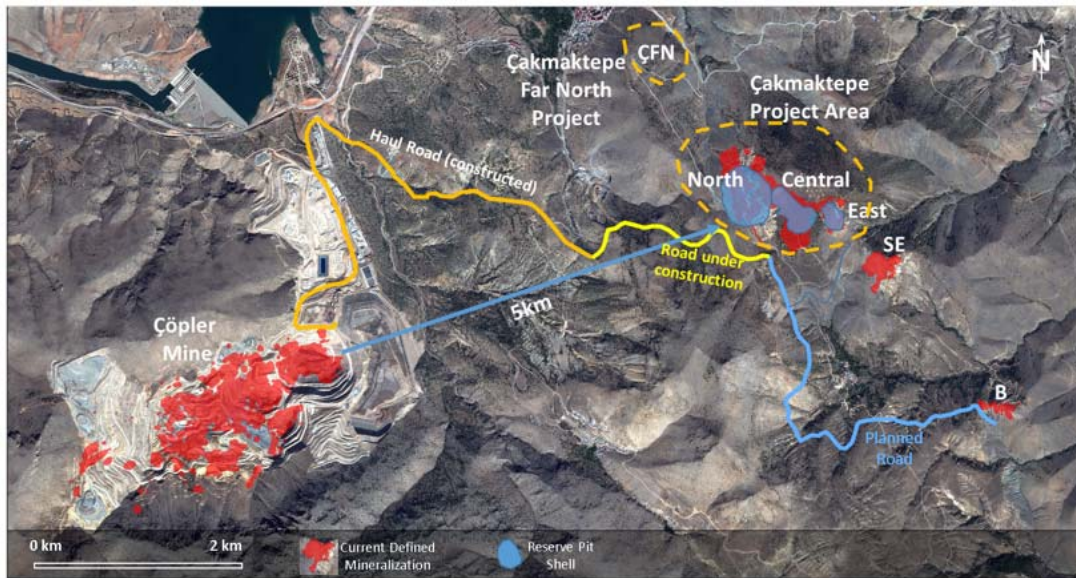 ÇFN
N
Çakmaktepe
Far North
Project
Çakmaktepe
Project Area
Haul Road (constructed)
North
Central
East
SE
Road under
construction
5km
Çöpler
Mine
B
Planned
Road
0 km
2 km
Current Defined
Mineralization
Reserve Pit
Shell